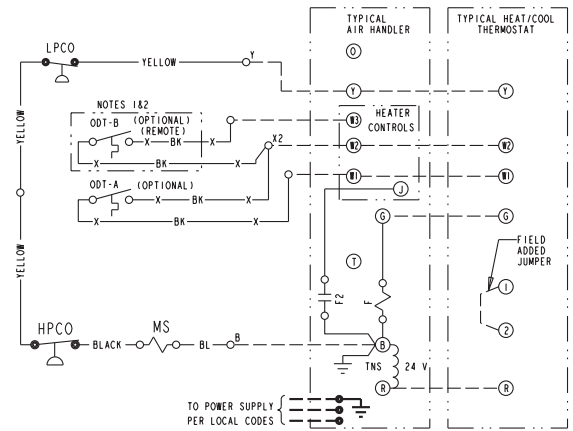 TYPICAL
AIR HANDLER
TYPICAL HEAT/COOL
THERMOSTAT
LPCO
O
YELLOW
Y
Y
Y
NOTES 1&2
HEATER
CONTROLS
ODT-B (OPTIONAL)
(REMOTE)
W3
X BK X
X2
W2
W2
X BK X
YELLOW
ODT-A (OPTIONAL)
W1
W1
J
X BK X
G
G
FIELD
ADDED
JUMPER
YELLOW
T
1
F2
F
2
HPCO
MS
BLACK
BL
B
B
TNS
24 V
R
R
TO POWER SUPPLY
PER LOCAL CODES